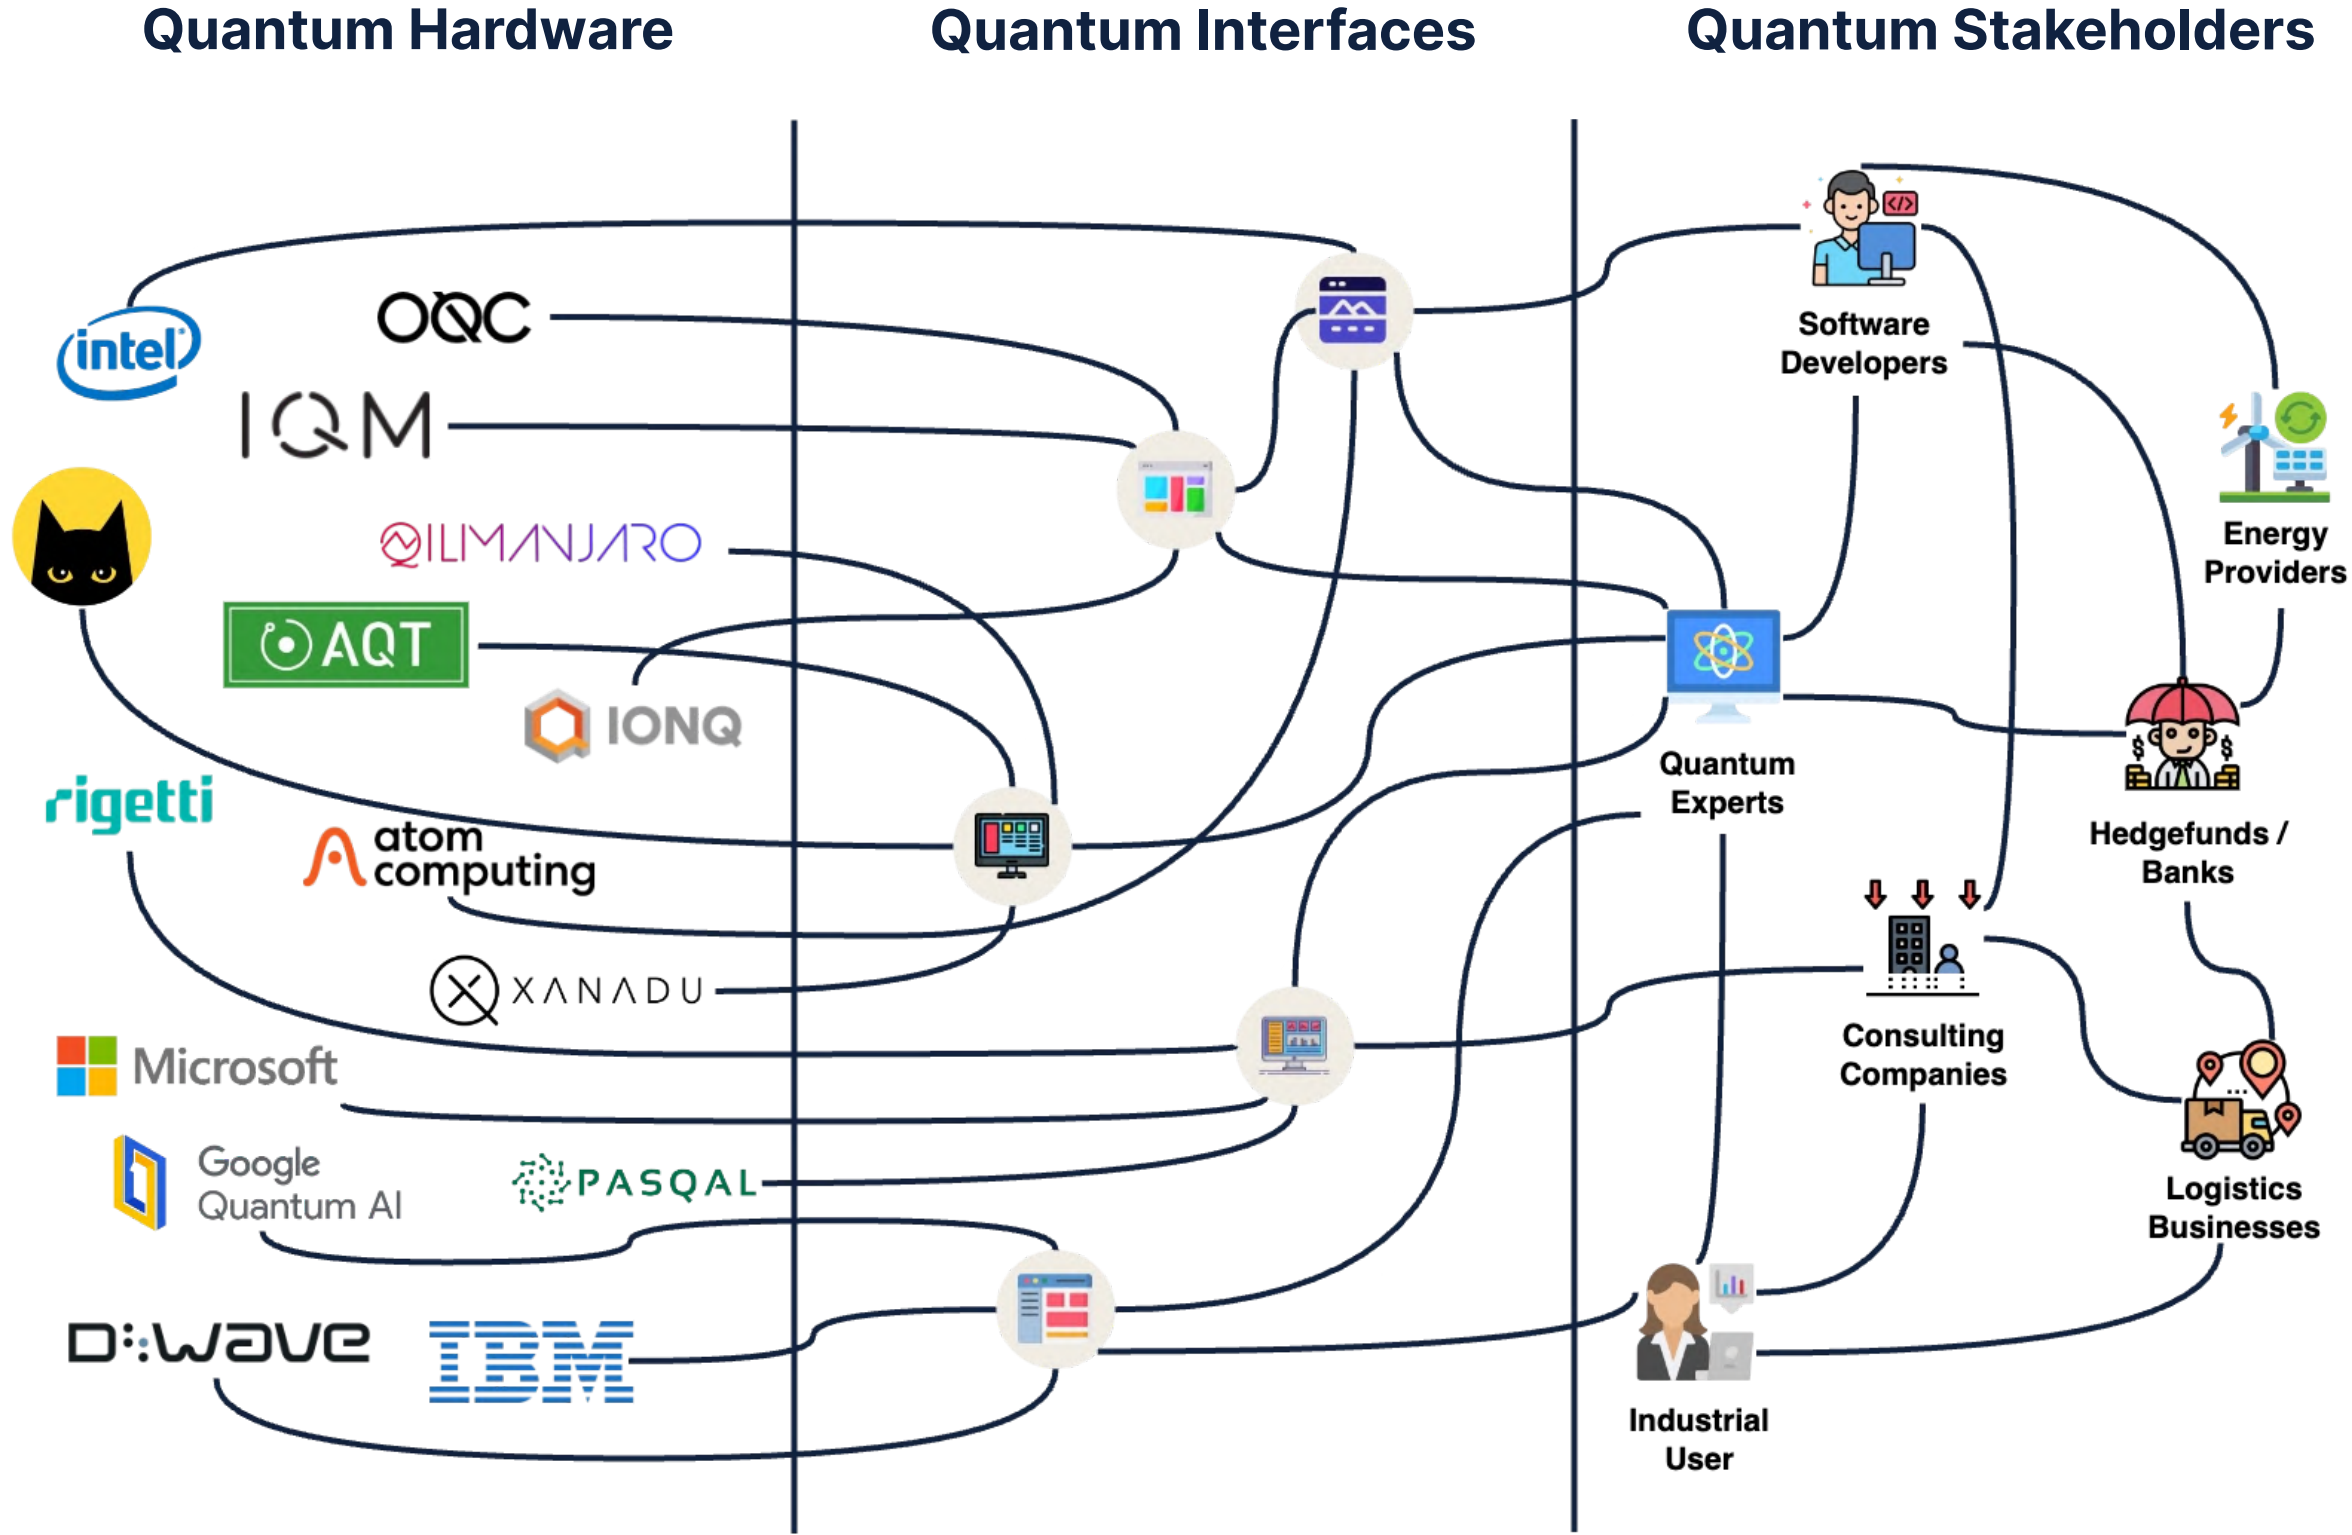 Quantum Hardware
Quantum Interfaces
Quantum Stakeholders
intel
OQC
IQM
QILIMANJARO
AQT
IONQ
rigetti
atom
computing
XANADU
Microsoft
Google
Quantum AI
PASQAL
D:wave
IBM
</>
Software
Developers
Energy
Providers
Quantum
Experts
$ $
Hedgefunds /
Banks
Consulting
Companies
Logistics
Businesses
Industrial
User